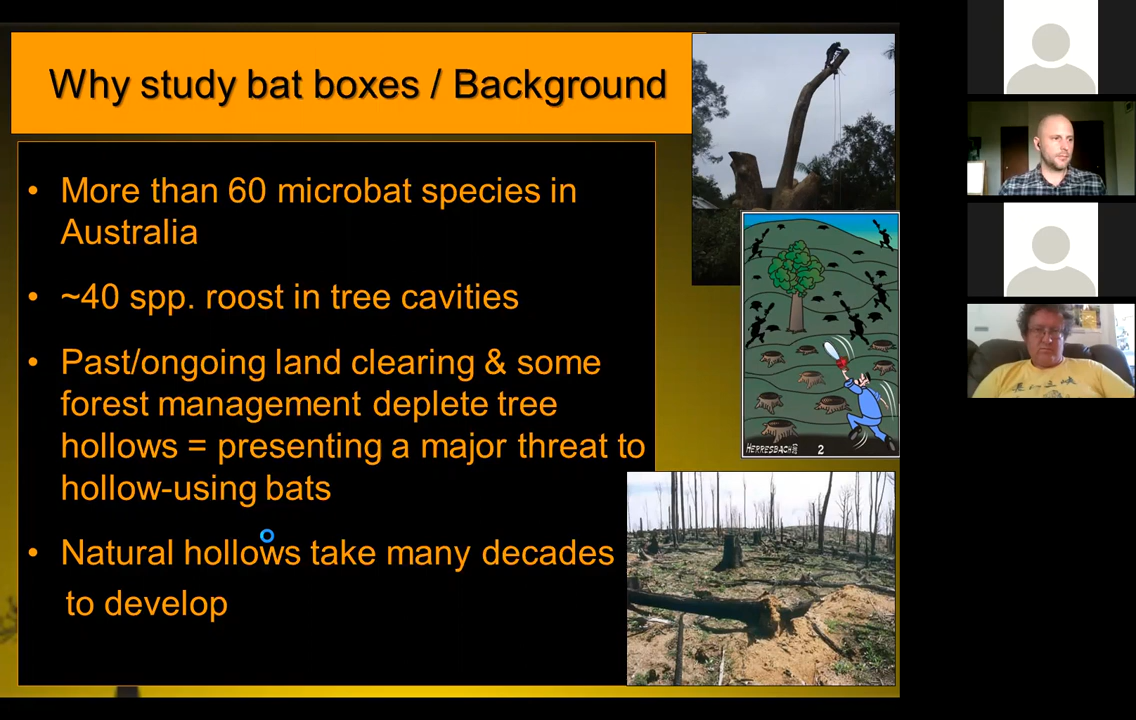 Why study bat boxes / Background
• More than 60 microbat species in
Australia
• ~40 spp. roost in tree cavities
• Past/ongoing land clearing & some
forest management deplete tree
hollows = presenting a major threat to
hollow-using bats
• Natural hollows take many decades
to develop
HERRESBACH
2